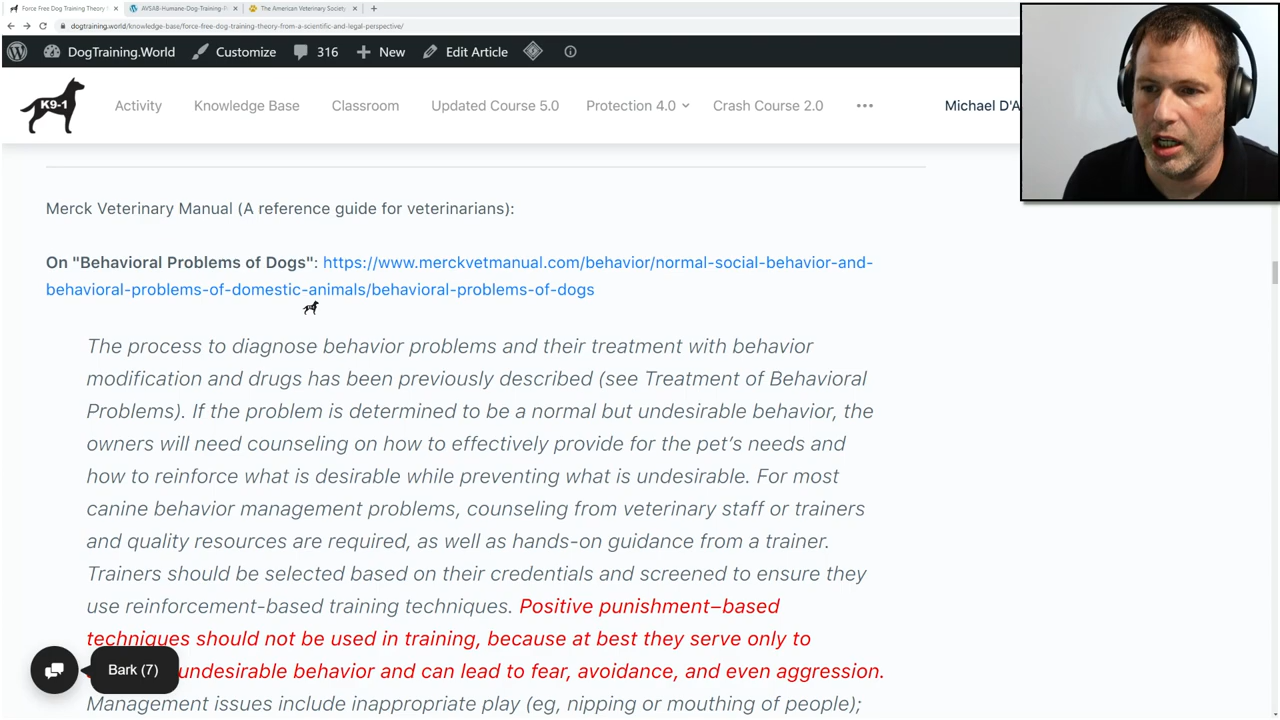 Force Free Dog Training Theory
AVSAB-Humane-Dog-Training-P
The American Veterinary Society
dogtraining.world/knowledge-base/force-free-dog-training-theory-from-a-scientific-and-legal-perspective/
DogTraining.World Customize 316 New Edit Article
K9-1 Activity Knowledge Base Classroom Updated Course 5.0 Protection 4.0 Crash Course 2.0 Michael D'A
Merck Veterinary Manual (A reference guide for veterinarians):
On "Behavioral Problems of Dogs": https://www.merckvetmanual.com/behavior/normal-social-behavior-and-
behavioral-problems-of-domestic-animals/behavioral-problems-of-dogs
The process to diagnose behavior problems and their treatment with behavior
modification and drugs has been previously described (see Treatment of Behavioral
Problems). If the problem is determined to be a normal but undesirable behavior, the
owners will need counseling on how to effectively provide for the pet's needs and
how to reinforce what is desirable while preventing what is undesirable. For most
canine behavior management problems, counseling from veterinary staff or trainers
and quality resources are required, as well as hands-on guidance from a trainer.
Trainers should be selected based on their credentials and screened to ensure they
use reinforcement-based training techniques. Positive punishment–based
techniques should not be used in training, because at best they serve only to
undesirable behavior and can lead to fear, avoidance, and even aggression.
Bark (7)
Management issues include inappropriate play (eg, nipping or mouthing of people);